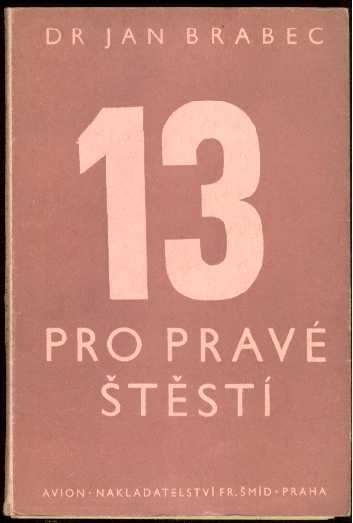 DR JAN BRABEC
13
PRO PRAVÉ
ŠTĚSTÍ
AVION · NAKLADATELSTVÍ FR. ŠMÍD · PRAHA